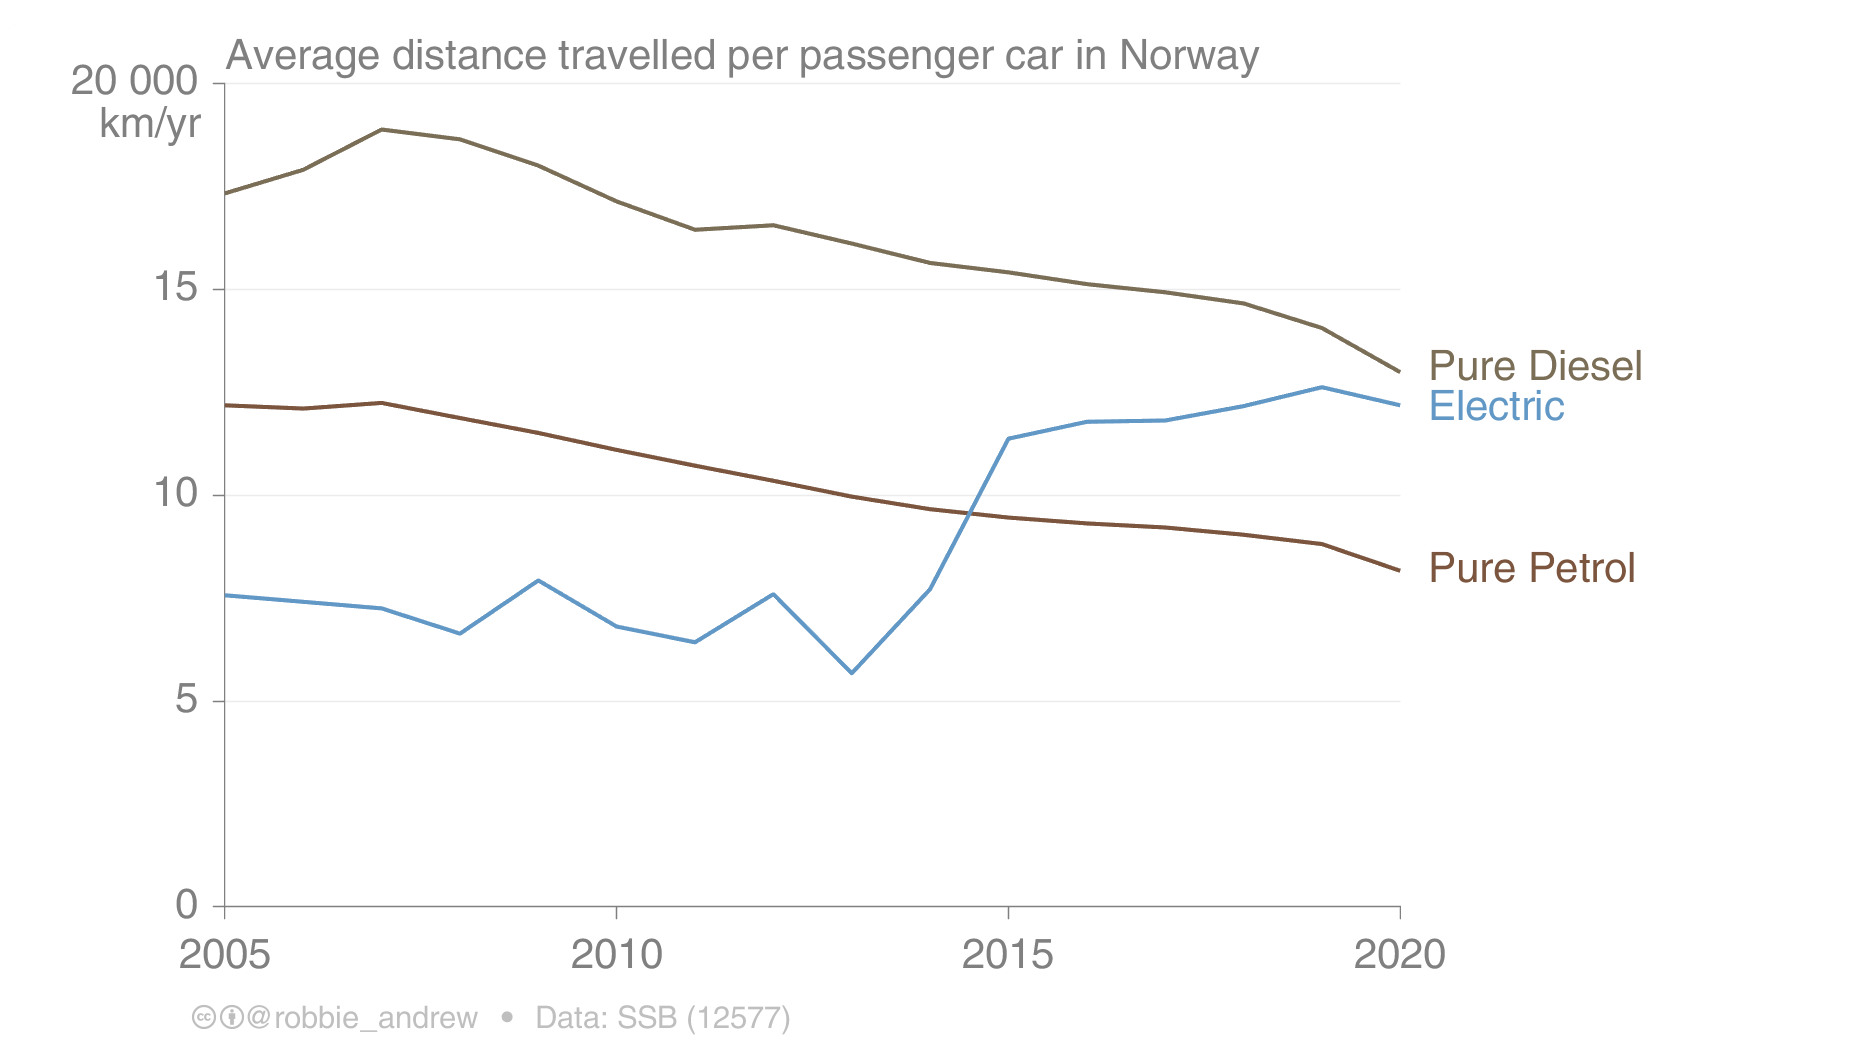 Average distance travelled per passenger car in Norway
20 000
km/yr
15
10
5
0
Pure Diesel
Electric
Pure Petrol
2005 2010 2015 2020
cc @robbie_andrew • Data: SSB (12577)